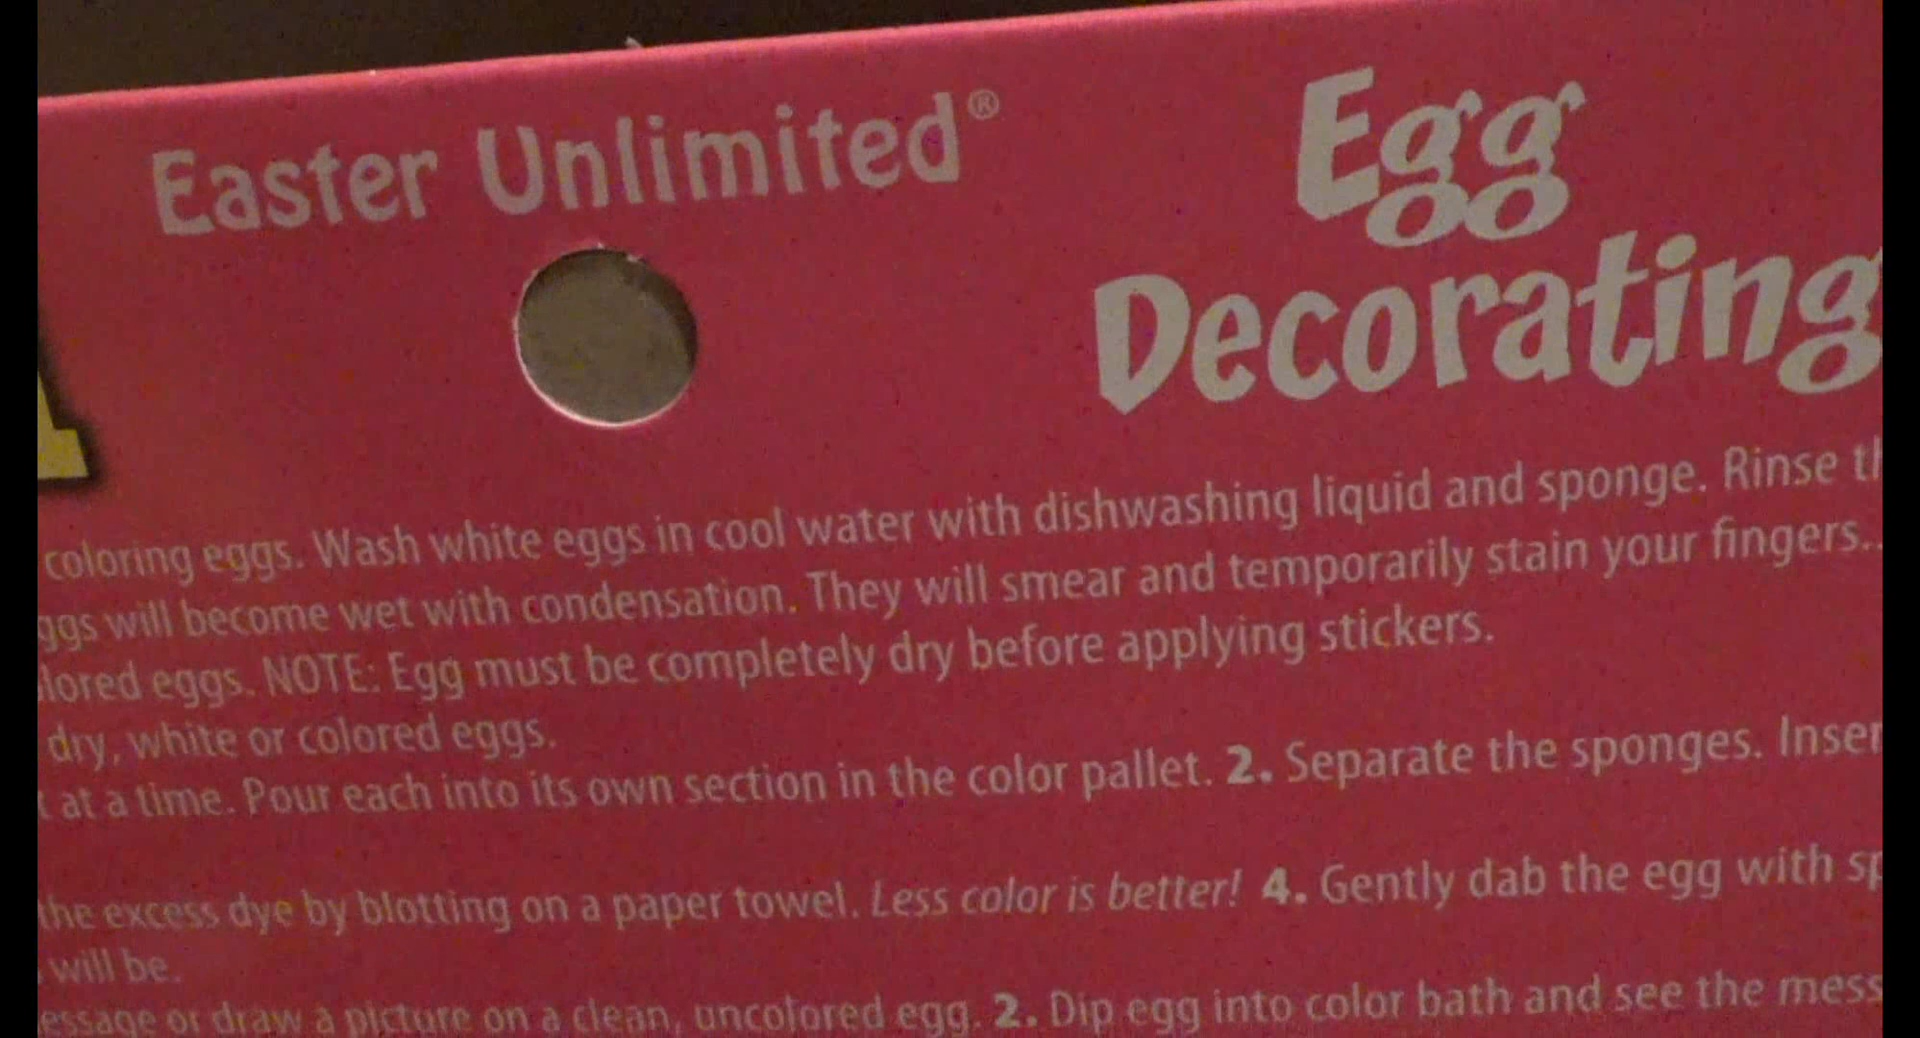 Easter Unlimited®
Egg
Decorating
coloring eggs. Wash white eggs in cool water with dishwashing liquid and sponge. Rinse
will become wet with condensation. They will smear and temporarily stain your fingers..
eggs. NOTE: Egg must be completely dry before applying stickers.
dry, white or colored eggs.
at a time. Pour each into its own section in the color pallet. 2. Separate the sponges.
the excess dye by blotting on a paper towel. Less color is better! 4. Gently dab the egg with
will be.
or draw a picture on a clean, uncolored egg. 2. Dip egg into color bath and see the